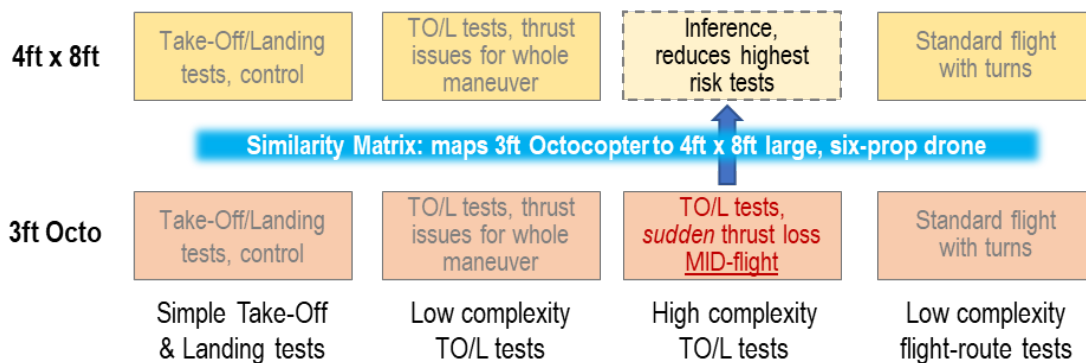 4ft x 8ft
Take-Off/Landing
tests, control
TO/L tests, thrust
issues for whole
maneuver
Inference,
reduces highest
risk tests
Standard flight
with turns
Similarity Matrix: maps 3ft Octocopter to 4ft x 8ft large, six-prop drone
3ft Octo
Take-Off/Landing
tests, control
TO/L tests, thrust
issues for whole
maneuver
TO/L tests,
sudden thrust loss
MID-flight
Standard flight
with turns
Simple Take-Off
& Landing tests
Low complexity
TO/L tests
High complexity
TO/L tests
Low complexity
flight-route tests